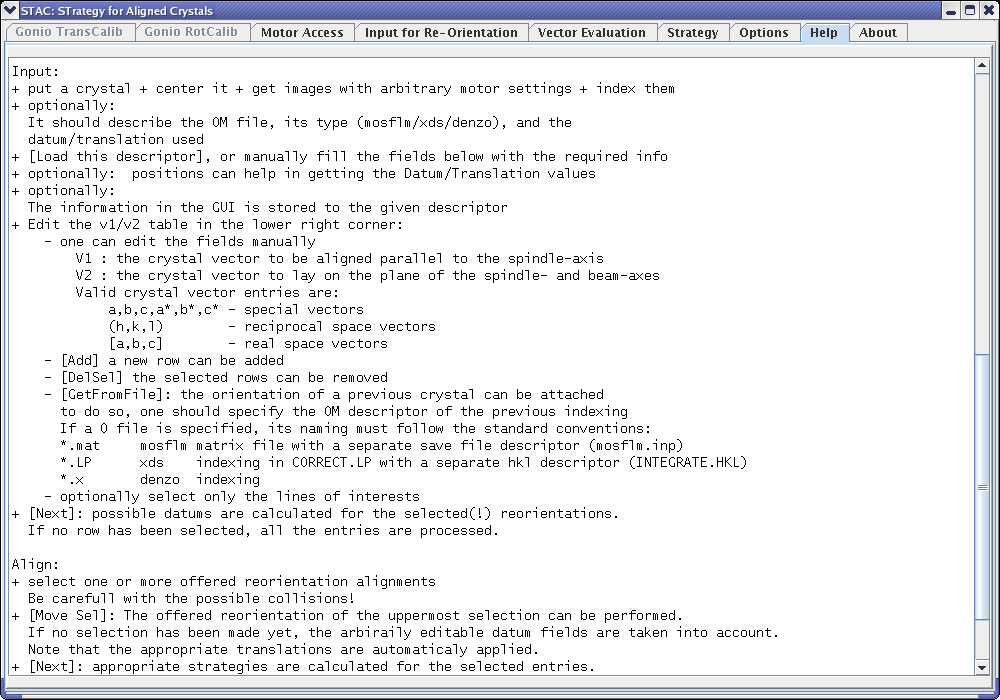 STAC: STrategy for Aligned Crystals
Gonio TransCalib Gonio RotCalib Motor Access Input for Re-Orientation Vector Evaluation Strategy Options Help About
Input:
+ put a crystal + center it + get images with arbitrary motor settings + index them
+ optionally:
It should describe the OM file, its type (mosflm/xds/denzo), and the
datum/translation used
+ [Load this descriptor], or manually fill the fields below with the required info
+ optionally:  positions can help in getting the Datum/Translation values
+ optionally:
The information in the GUI is stored to the given descriptor
+ Edit the v1/v2 table in the lower right corner:
- one can edit the fields manually
V1 : the crystal vector to be aligned parallel to the spindle-axis
V2 : the crystal vector to lay on the plane of the spindle- and beam-axes
Valid crystal vector entries are:
a,b,c,a*,b*,c* - special vectors
(h,k,l)        - reciprocal space vectors
[a,b,c]        - real space vectors
- [Add] a new row can be added
- [DelSel] the selected rows can be removed
- [GetFromFile]: the orientation of a previous crystal can be attached
to do so, one should specify the OM descriptor of the previous indexing
If a O file is specified, its naming must follow the standard conventions:
*.mat     mosflm matrix file with a separate save file descriptor (mosflm.inp)
*.LP      xds    indexing in CORRECT.LP with a separate hkl descriptor (INTEGRATE.HKL)
*.x       denzo  indexing
- optionally select only the lines of interests
+ [Next]: possible datums are calculated for the selected(!) reorientations.
If no row has been selected, all the entries are processed.
Align:
+ select one or more offered reorientation alignments
Be carefull with the possible collisions!
+ [Move Sel]: The offered reorientation of the uppermost selection can be performed.
If no selection has been made yet, the arbiraily editable datum fields are taken into account.
Note that the appropriate translations are automaticaly applied.
+ [Next]: appropriate strategies are calculated for the selected entries.